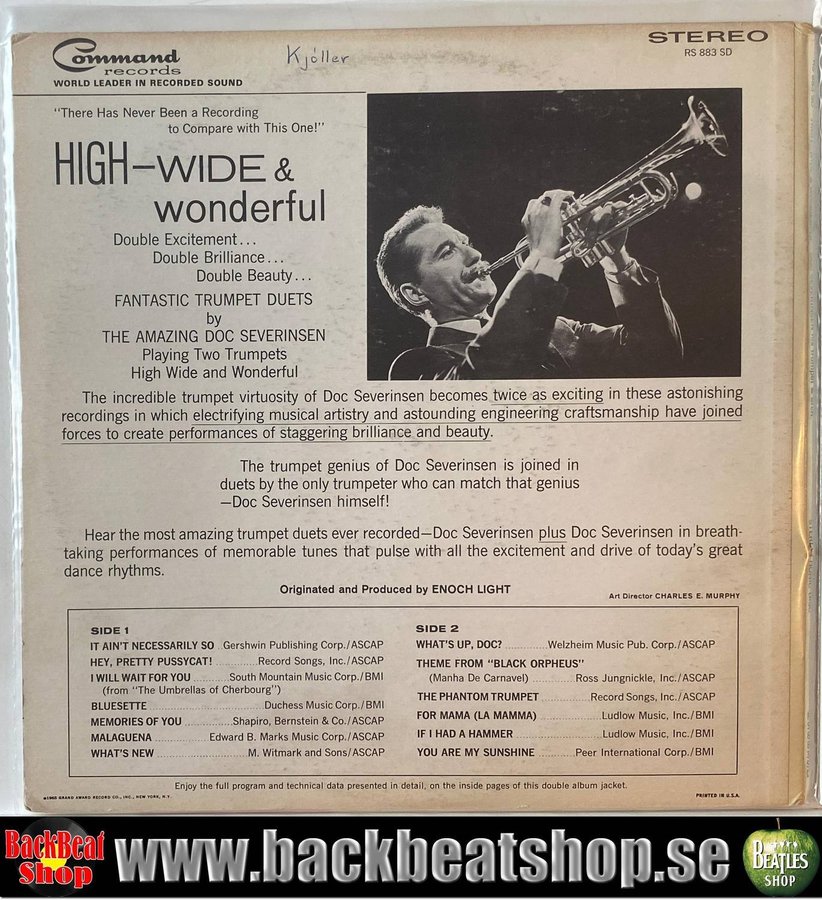 Command
records
WORLD LEADER IN RECORDED SOUND
Kjöller
STEREO
RS 883 SD
"There Has Never Been a Recording
to Compare with This One!"
HIGH—WIDE &
wonderful
Double Excitement...
Double Brilliance...
Double Beauty...
FANTASTIC TRUMPET DUETS
by
THE AMAZING DOC SEVERINSEN
Playing Two Trumpets
High Wide and Wonderful
The incredible trumpet virtuosity of Doc Severinsen becomes twice as exciting in these astonishing
recordings in which electrifying musical artistry and astounding engineering craftsmanship have joined
forces to create performances of staggering brilliance and beauty.
The trumpet genius of Doc Severinsen is joined in
duets by the only trumpeter who can match that genius
—Doc Severinsen himself!
Hear the most amazing trumpet duets ever recorded—Doc Severinsen plus Doc Severinsen in breath-
taking performances of memorable tunes that pulse with all the excitement and drive of today's great
dance rhythms.
Originated and Produced by ENOCH LIGHT
Art Director CHARLES E. MURPHY
SIDE 1
IT AIN'T NECESSARILY SO ..Gershwin Publishing Corp./ASCAP
HEY, PRETTY PUSSYCAT! ............Record Songs, Inc./ASCAP
I WILL WAIT FOR YOU .........South Mountain Music Corp./BMI
(from "The Umbrellas of Cherbourg")
BLUESETTE ..............................Duchess Music Corp./BMI
MEMORIES OF YOU ............Shapiro, Bernstein & Co./ASCAP
MALAGUENA ..............Edward B. Marks Music Corp./ASCAP
WHAT'S NEW ........................M. Witmark and Sons/ASCAP
SIDE 2
WHAT'S UP, DOC? ............Welzheim Music Pub. Corp./ASCAP
THEME FROM "BLACK ORPHEUS"
(Manha De Carnavel) .............Ross Jungnickle, Inc./ASCAP
THE PHANTOM TRUMPET ..............Record Songs, Inc./ASCAP
FOR MAMA (LA MAMMA) .................Ludlow Music, Inc./BMI
IF I HAD A HAMMER ........................Ludlow Music, Inc./BMI
YOU ARE MY SUNSHINE ...........Peer International Corp./BMI
Enjoy the full program and technical data presented in detail, on the inside pages of this double album jacket.
©1965 GRAND AWARD RECORD CO., INC., NEW YORK, N.Y.
PRINTED IN U.S.A.
BackBeat
Shop
www.backbeatshop.se
BEATLES
SHOP